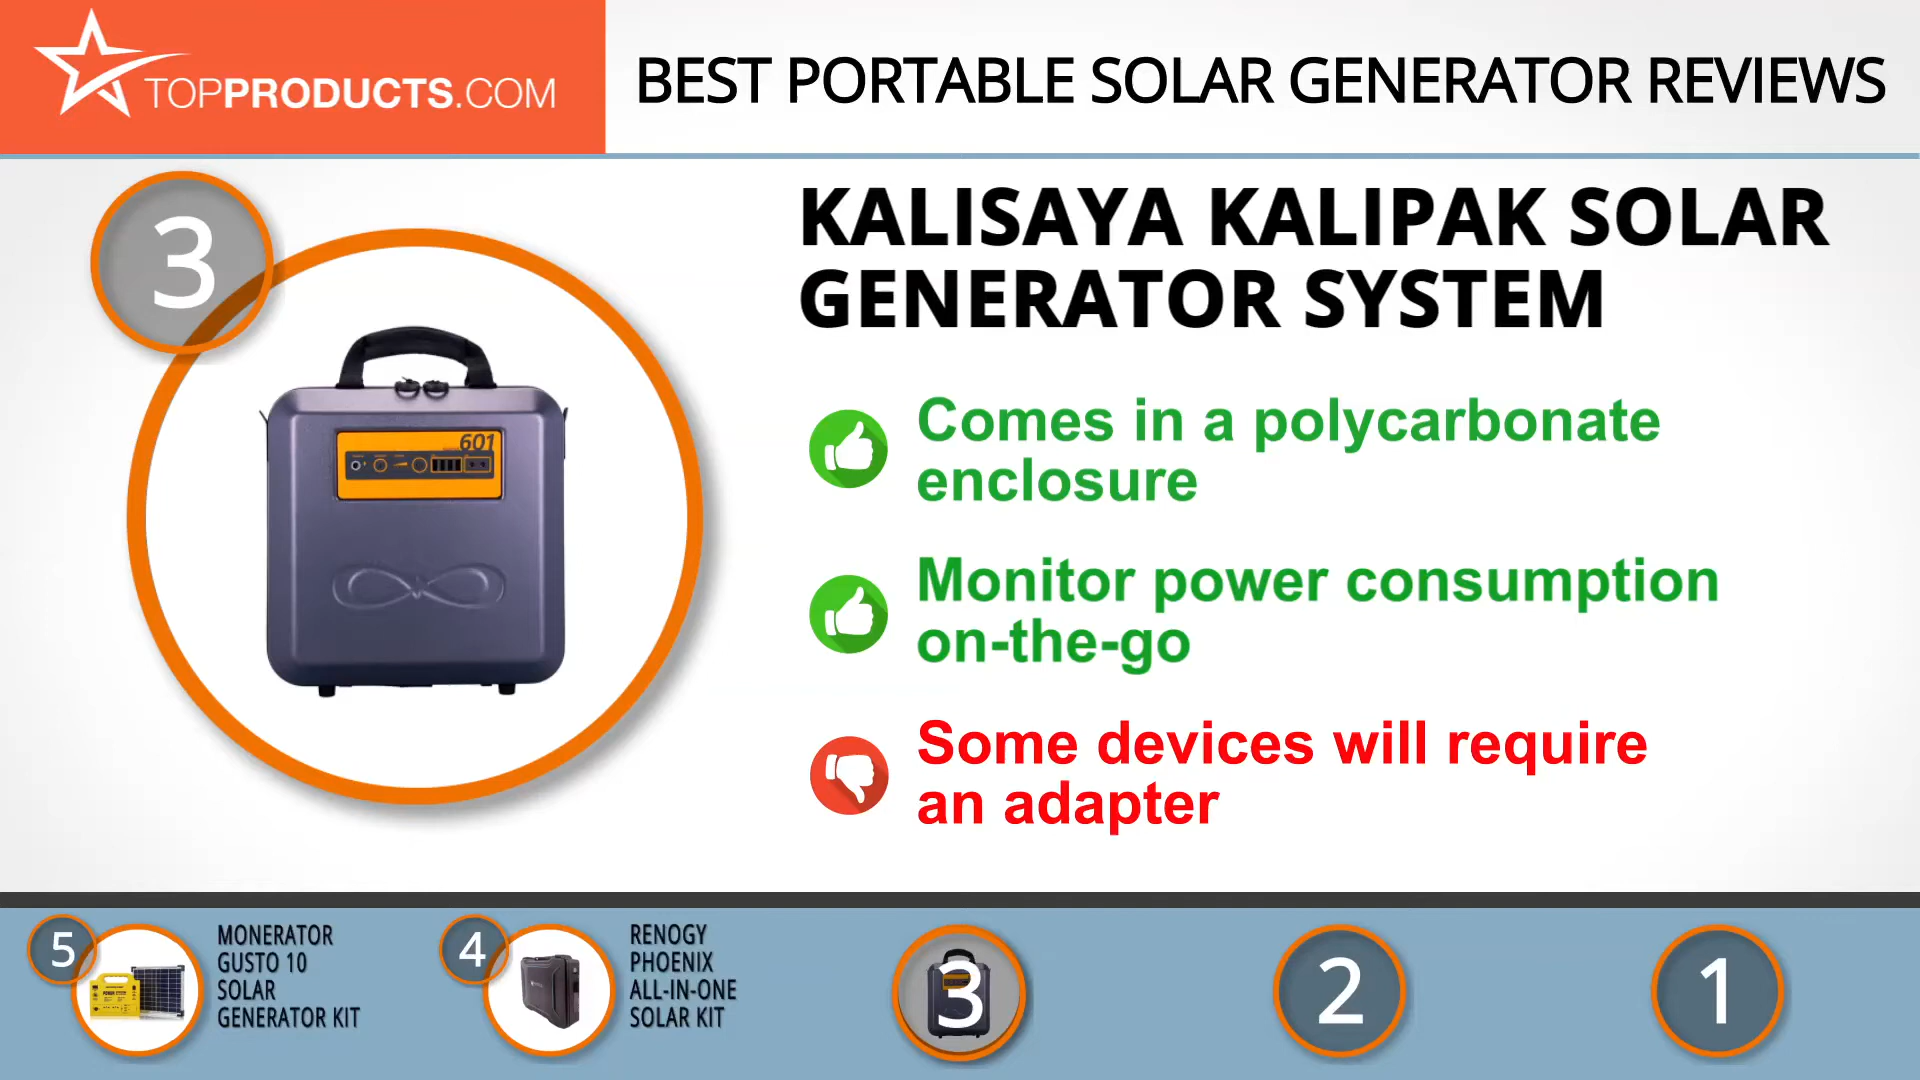 TOPPRODUCTS.COM
BEST PORTABLE SOLAR GENERATOR REVIEWS
3
KALISAYA KALIPAK SOLAR
GENERATOR SYSTEM
601
Comes in a polycarbonate
enclosure
Monitor power consumption
on-the-go
Some devices will require
an adapter
5
MONERATOR
GUSTO 10
SOLAR
GENERATOR KIT
4
RENOGY
PHOENIX
ALL-IN-ONE
SOLAR KIT
3
2
1